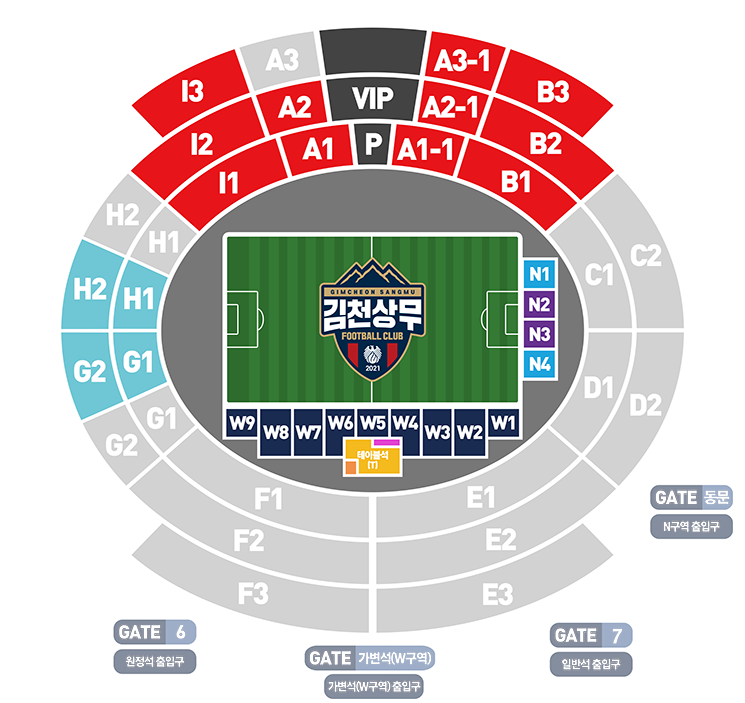 A3
A3-1
I3
B3
VIP
A2
A2-1
I2
B2
P
A1
A1-1
I1
B1
H2
H1
C2
C1
H2
H1
N1
N2
N3
N4
GIMCHEON SANGMU
김천상무
FOOTBALL CLUB
2021
G2
G1
D1
D2
G2
G1
W9
W8
W7
W6
W5
W4
W3
W2
W1
테이블석
[T]
F1
E1
F2
E2
F3
E3
GATE 동문
N구역 출입구
GATE 6
원정석 출입구
GATE 가변석(W구역)
가변석(W구역) 출입구
GATE 7
일반석 출입구